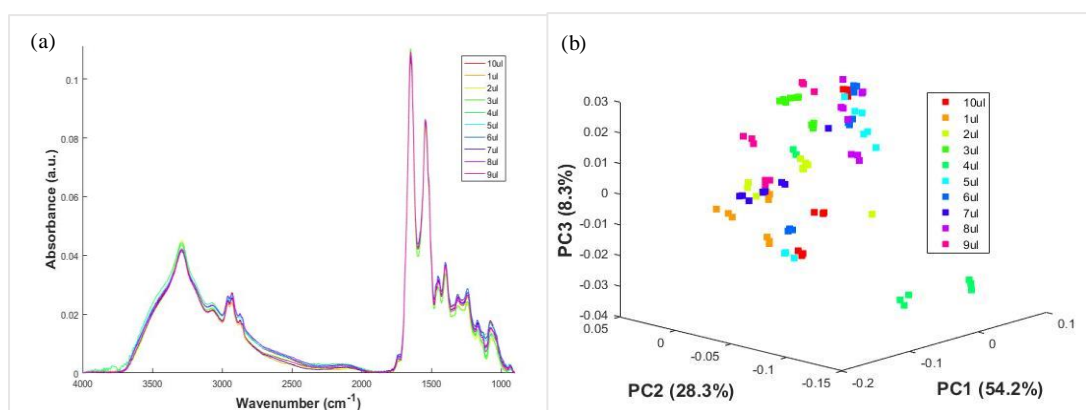 (a)
0.1
0.08
0.06
0.04
0.02
0
Absorbance (a.u.)
4000 3500 3000 2500 2000 1500 1000
Wavenumber (cm-1)
10ul
1ul
2ul
3ul
4ul
5ul
6ul
7ul
8ul
9ul
(b)
0.03
0.02
0.01
0
-0.01
-0.02
-0.03
-0.04
PC3 (8.3%)
0.05
0
-0.05
-0.1
-0.15
PC2 (28.3%)
-0.2
-0.1
0
0.1
PC1 (54.2%)
10ul
1ul
2ul
3ul
4ul
5ul
6ul
7ul
8ul
9ul